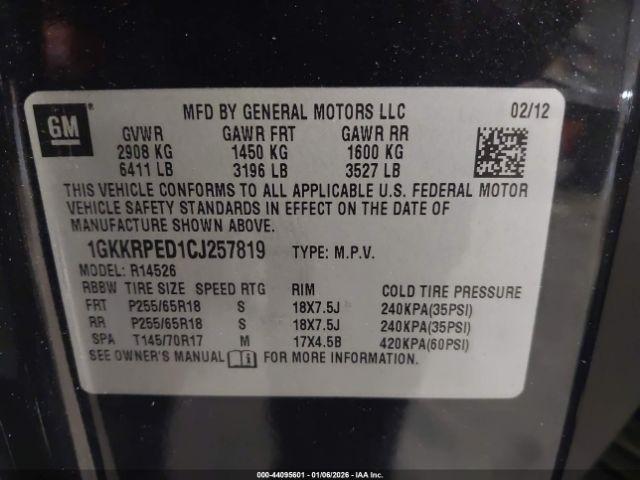 GM
MFD BY GENERAL MOTORS LLC 02/12
GVWR GAWR FRT GAWR RR
2908 KG 1450 KG 1600 KG
6411 LB 3196 LB 3527 LB
THIS VEHICLE CONFORMS TO ALL APPLICABLE U.S. FEDERAL MOTOR
VEHICLE SAFETY STANDARDS IN EFFECT ON THE DATE OF
MANUFACTURE SHOWN ABOVE.
1GKKRPED1CJ257819 TYPE: M.P.V.
MODEL: R14526
RBBW TIRE SIZE SPEED RTG RIM COLD TIRE PRESSURE
FRT P255/65R18 S 18X7.5J 240KPA(35PSI)
RR P255/65R18 S 18X7.5J 240KPA(35PSI)
SPA T145/70R17 M 17X4.5B 420KPA(60PSI)
SEE OWNER'S MANUAL FOR MORE INFORMATION
000-44095601 - 01/06/2026 - IAAI.COM